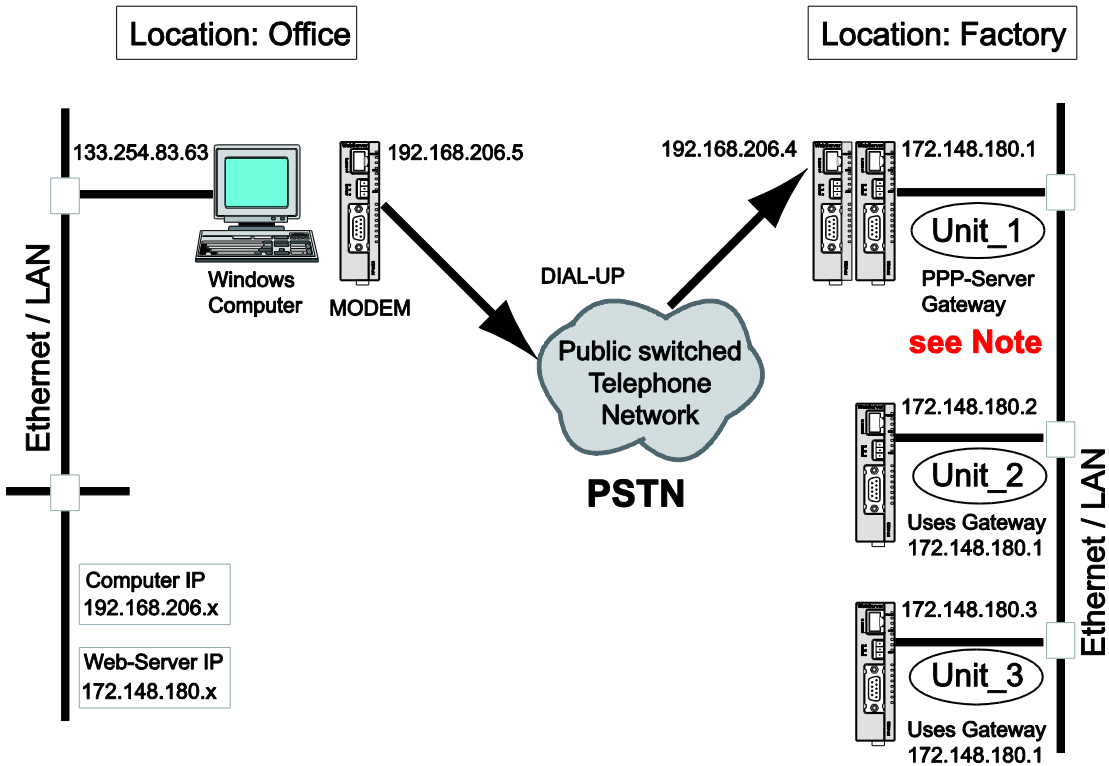 Location: Office
Location: Factory
133.254.83.63
192.168.206.5
192.168.206.4
172.148.180.1
Ethernet / LAN
Windows
Computer
MODEM
DIAL-UP
Public switched
Telephone
Network
PSTN
Unit_1
PPP-Server
Gateway
see Note
172.148.180.2
Unit_2
Uses Gateway
172.148.180.1
172.148.180.3
Unit_3
Uses Gateway
172.148.180.1
Ethernet / LAN
Computer IP
192.168.206.x
Web-Server IP
172.148.180.x